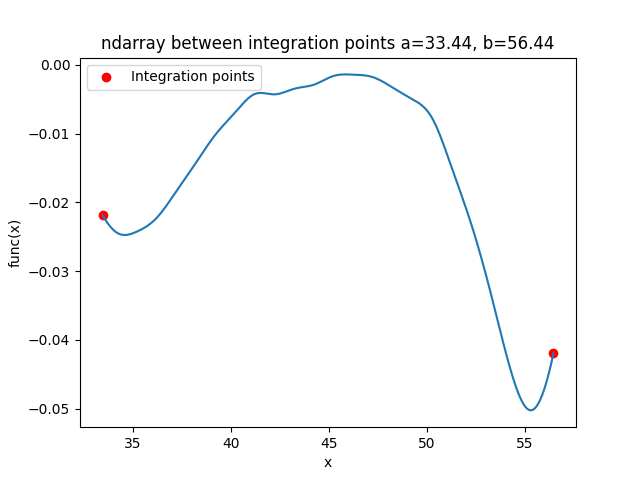 ndarray between integration points a=33.44, b=56.44
Integration points
0.00
−0.01
−0.02
−0.03
−0.04
−0.05
func(x)
35
40
45
50
55
x